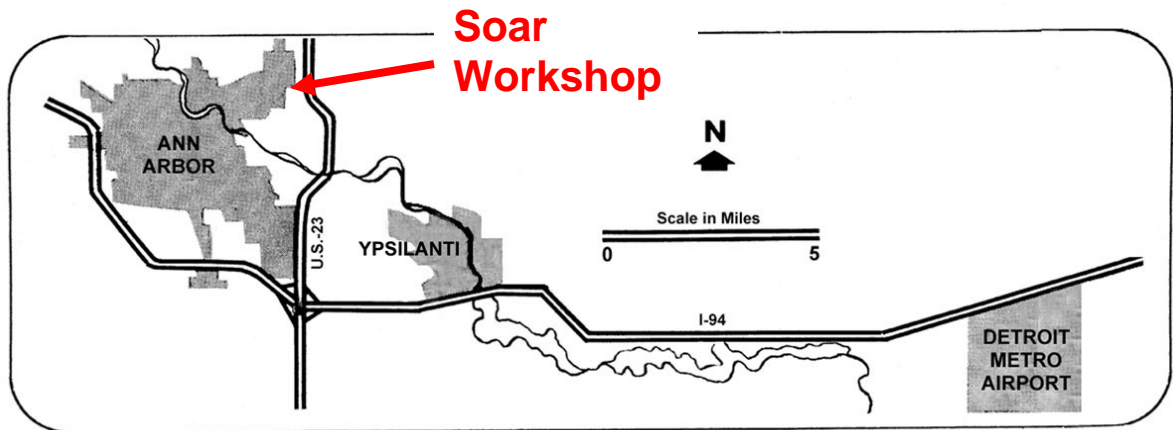 Soar
Workshop
N
ANN
ARBOR
Scale in Miles
0 5
U.S.-23
YPSILANTI
I-94
DETROIT
METRO
AIRPORT